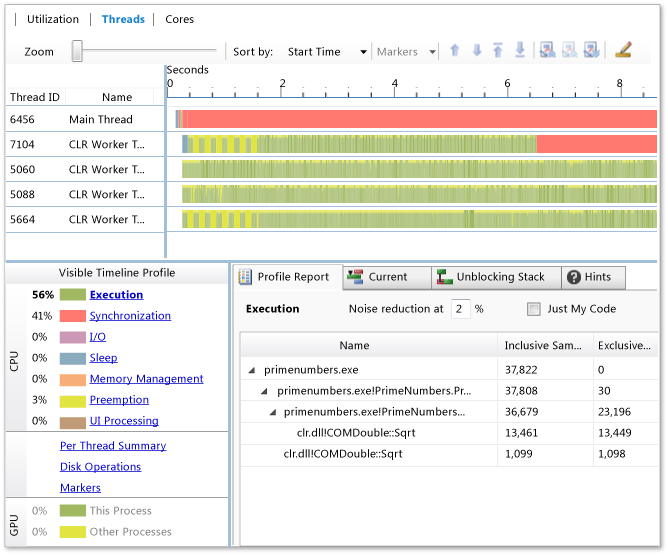 Utilization Threads Cores
Zoom Sort by: Start Time Markers
Seconds
0 2 4 6 8
Thread ID Name
6456 Main Thread
7104 CLR Worker T...
5060 CLR Worker T...
5088 CLR Worker T...
5664 CLR Worker T...
Visible Timeline Profile
CPU
56% Execution
41% Synchronization
0% I/O
0% Sleep
0% Memory Management
3% Preemption
0% UI Processing
Per Thread Summary
Disk Operations
Markers
GPU
0% This Process
0% Other Processes
Profile Report Current Unblocking Stack Hints
Execution Noise reduction at 2 % Just My Code
Name Inclusive Sam... Exclusive...
primenumbers.exe 37,822 0
primenumbers.exe!PrimeNumbers.Pr... 37,808 30
primenumbers.exe!PrimeNumbers... 36,679 23,196
clr.dll!COMDouble::Sqrt 13,461 13,449
clr.dll!COMDouble::Sqrt 1,099 1,098